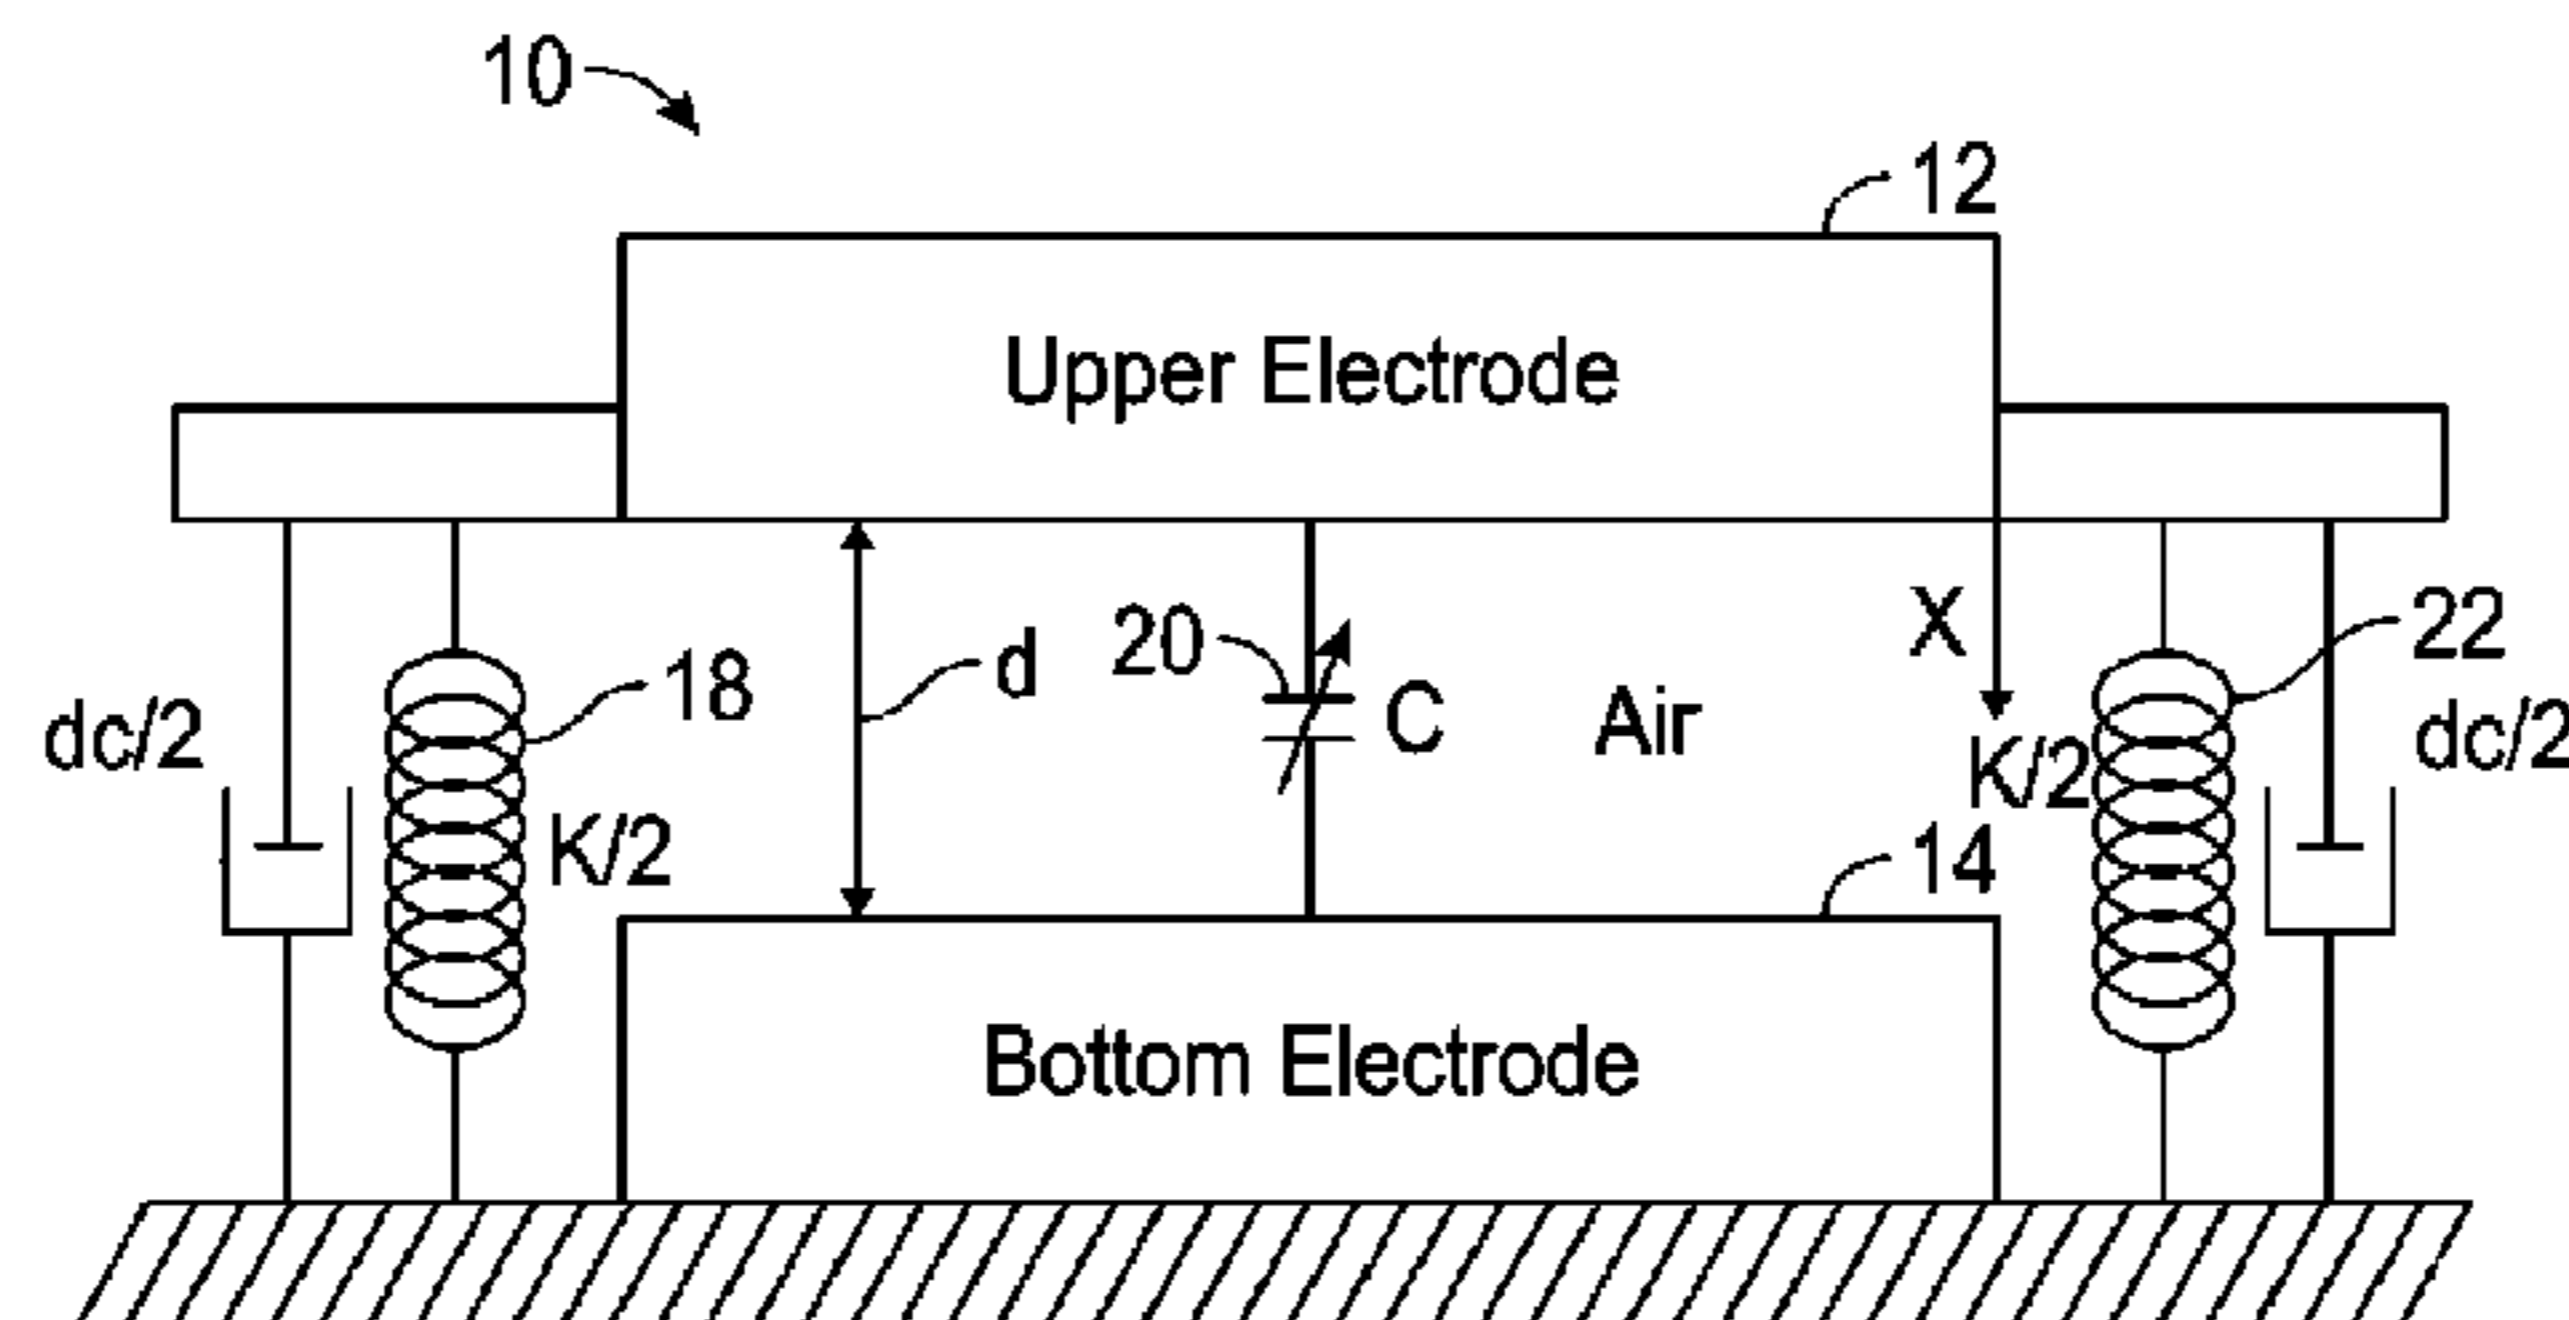 10
12
Upper Electrode
X
22
20
d
18
dc/2
C
Air
dc/2
K/2
K/2
14
Bottom Electrode